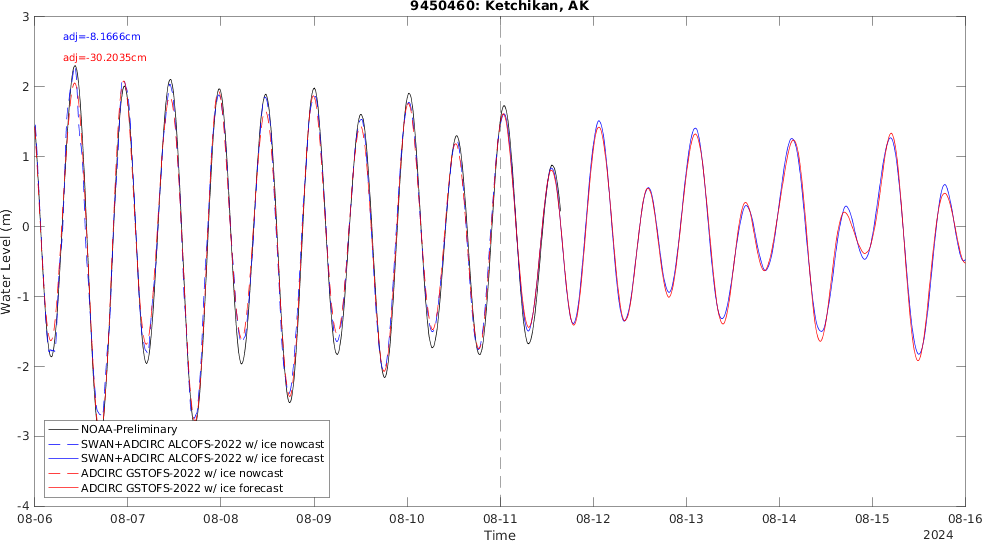 9450460: Ketchikan, AK
adj=-8.1666cm
adj=-30.2035cm
3
2
1
0
-1
-2
-3
-4
Water Level (m)
NOAA-Preliminary
SWAN+ADCIRC ALCOFS-2022 w/ ice nowcast
SWAN+ADCIRC ALCOFS-2022 w/ ice forecast
ADCIRC GSTOFS-2022 w/ ice nowcast
ADCIRC GSTOFS-2022 w/ ice forecast
08-06 08-07 08-08 08-09 08-10 08-11 08-12 08-13 08-14 08-15 08-16
Time
2024